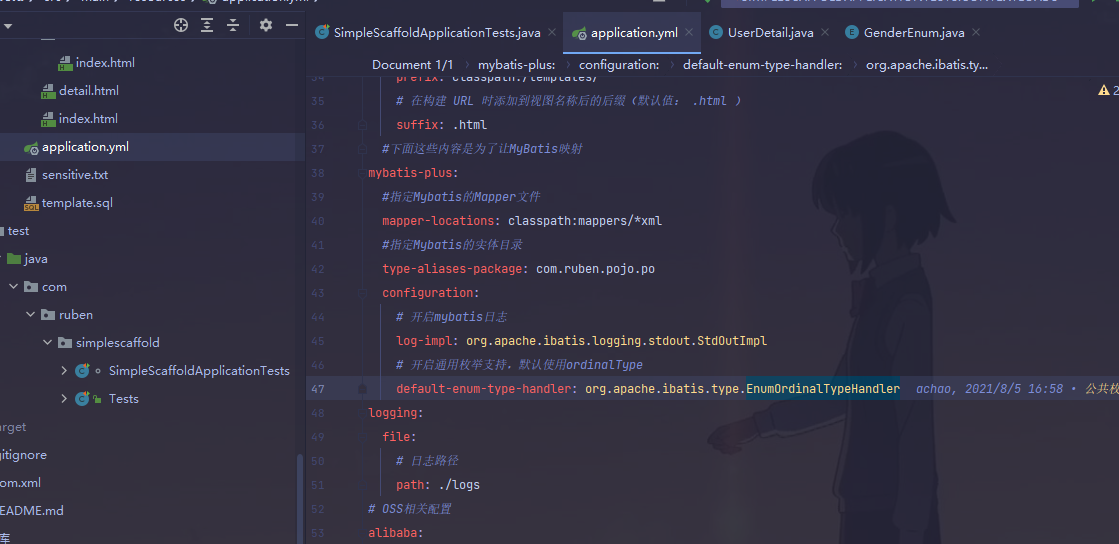 SimpleScaffoldApplicationTests.java
application.yml
UserDetail.java
GenderEnum.java
Document 1/1
mybatis-plus:
configuration:
default-enum-type-handler:
org.apache.ibatis.ty...
index.html
detail.html
index.html
application.yml
sensitive.txt
template.sql
test
java
com
ruben
simplescaffold
SimpleScaffoldApplicationTests
Tests
arget
gitignore
om.xml
EADME.md
库
34 prefix: classpath:/templates/
35 # 在构建 URL 时添加到视图名称后的后缀（默认值： .html ）
36 suffix: .html
37 #下面这些内容是为了让MyBatis映射
38 mybatis-plus:
39 #指定Mybatis的Mapper文件
40 mapper-locations: classpath:mappers/*xml
41 #指定Mybatis的实体目录
42 type-aliases-package: com.ruben.pojo.po
43 configuration:
44 # 开启mybatis日志
45 log-impl: org.apache.ibatis.logging.stdout.StdOutImpl
46 # 开启通用枚举支持，默认使用ordinalType
47 default-enum-type-handler: org.apache.ibatis.type.EnumOrdinalTypeHandler achao, 2021/8/5 16:58 • 公共枚
48 logging:
49 file:
50 # 日志路径
51 path: ./logs
52 # OSS相关配置
53 alibaba:
2